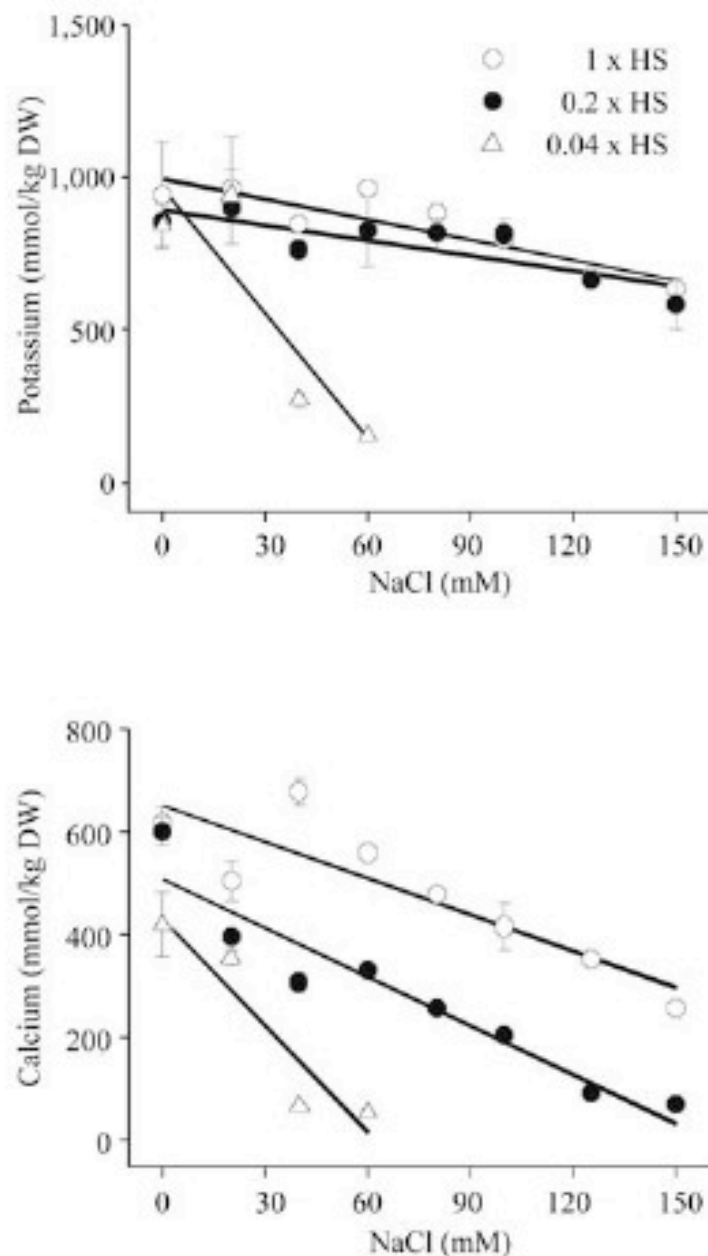 1,500
1 x HS
0.2 x HS
0.04 x HS
1,000
500
0
Potassium (mmol/kg DW)
0 30 60 90 120 150
NaCl (mM)
800
600
400
200
0
Calcium (mmol/kg DW)
0 30 60 90 120 150
NaCl (mM)